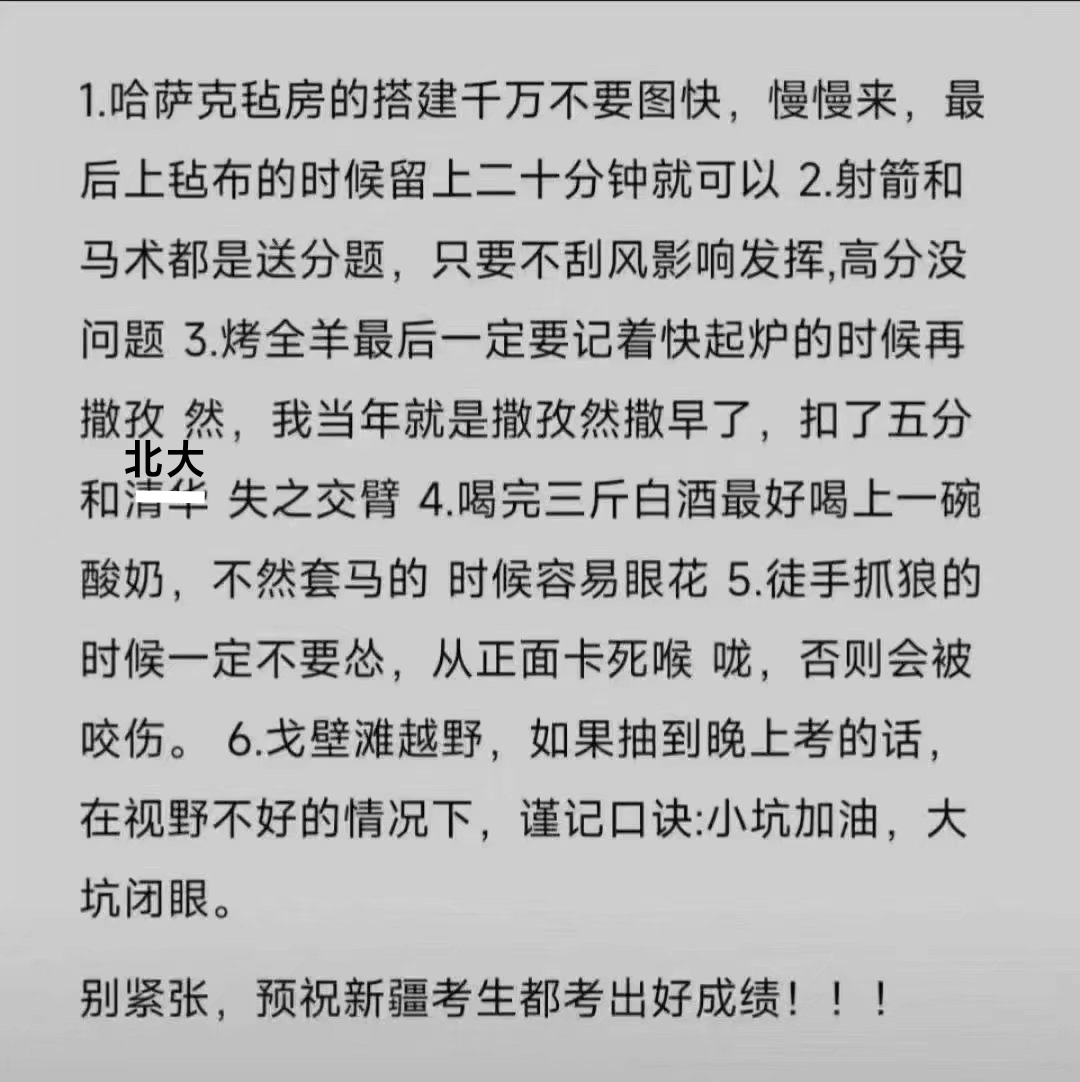 1.哈萨克毡房的搭建千万不要图快，慢慢来，最
后上毡布的时候留上二十分钟就可以 2.射箭和
马术都是送分题，只要不刮风影响发挥,高分没
问题 3.烤全羊最后一定要记着快起炉的时候再
撒孜 然，我当年就是撒孜然撒早了，扣了五分
北大
和清华 失之交臂 4.喝完三斤白酒最好喝上一碗
酸奶，不然套马的 时候容易眼花 5.徒手抓狼的
时候一定不要怂，从正面卡死喉 咙，否则会被
咬伤。 6.戈壁滩越野，如果抽到晚上考的话，
在视野不好的情况下，谨记口诀:小坑加油，大
坑闭眼。
别紧张，预祝新疆考生都考出好成绩！！！